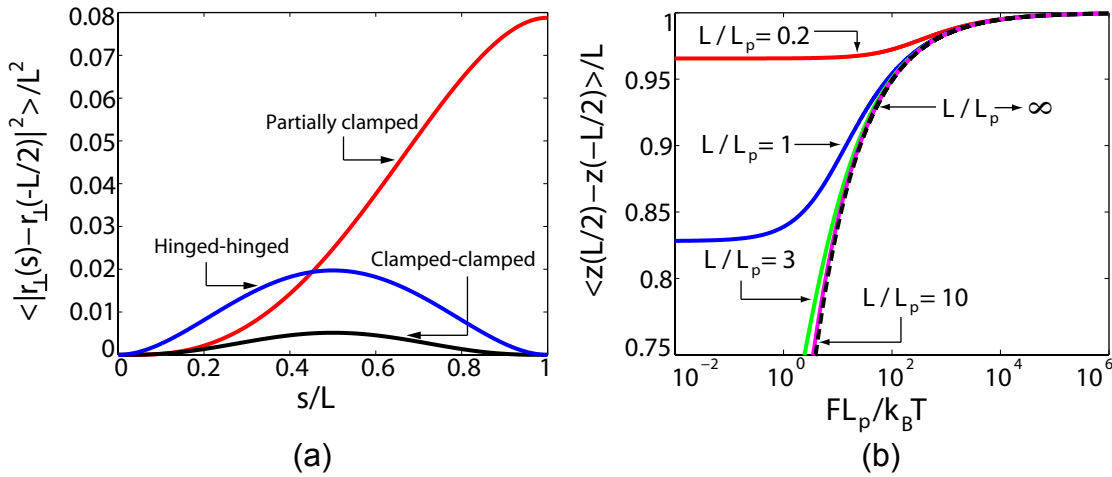 <|r⊥(s)−r⊥(-L/2)|²>/L²
0.08
0.07
0.06
0.05
0.04
0.03
0.02
0.01
0
Partially clamped
Hinged-hinged
Clamped-clamped
0 0.2 0.4 0.6 0.8 1
s/L
(a)
<z(L/2)−z(−L/2)>/L
1
0.95
0.9
0.85
0.8
0.75
L / Lp= 0.2
L / Lp ∞
L / Lp= 1
L / Lp= 3
L / Lp= 10
10⁻² 10⁰ 10² 10⁴ 10⁶
FLp/kBT
(b)